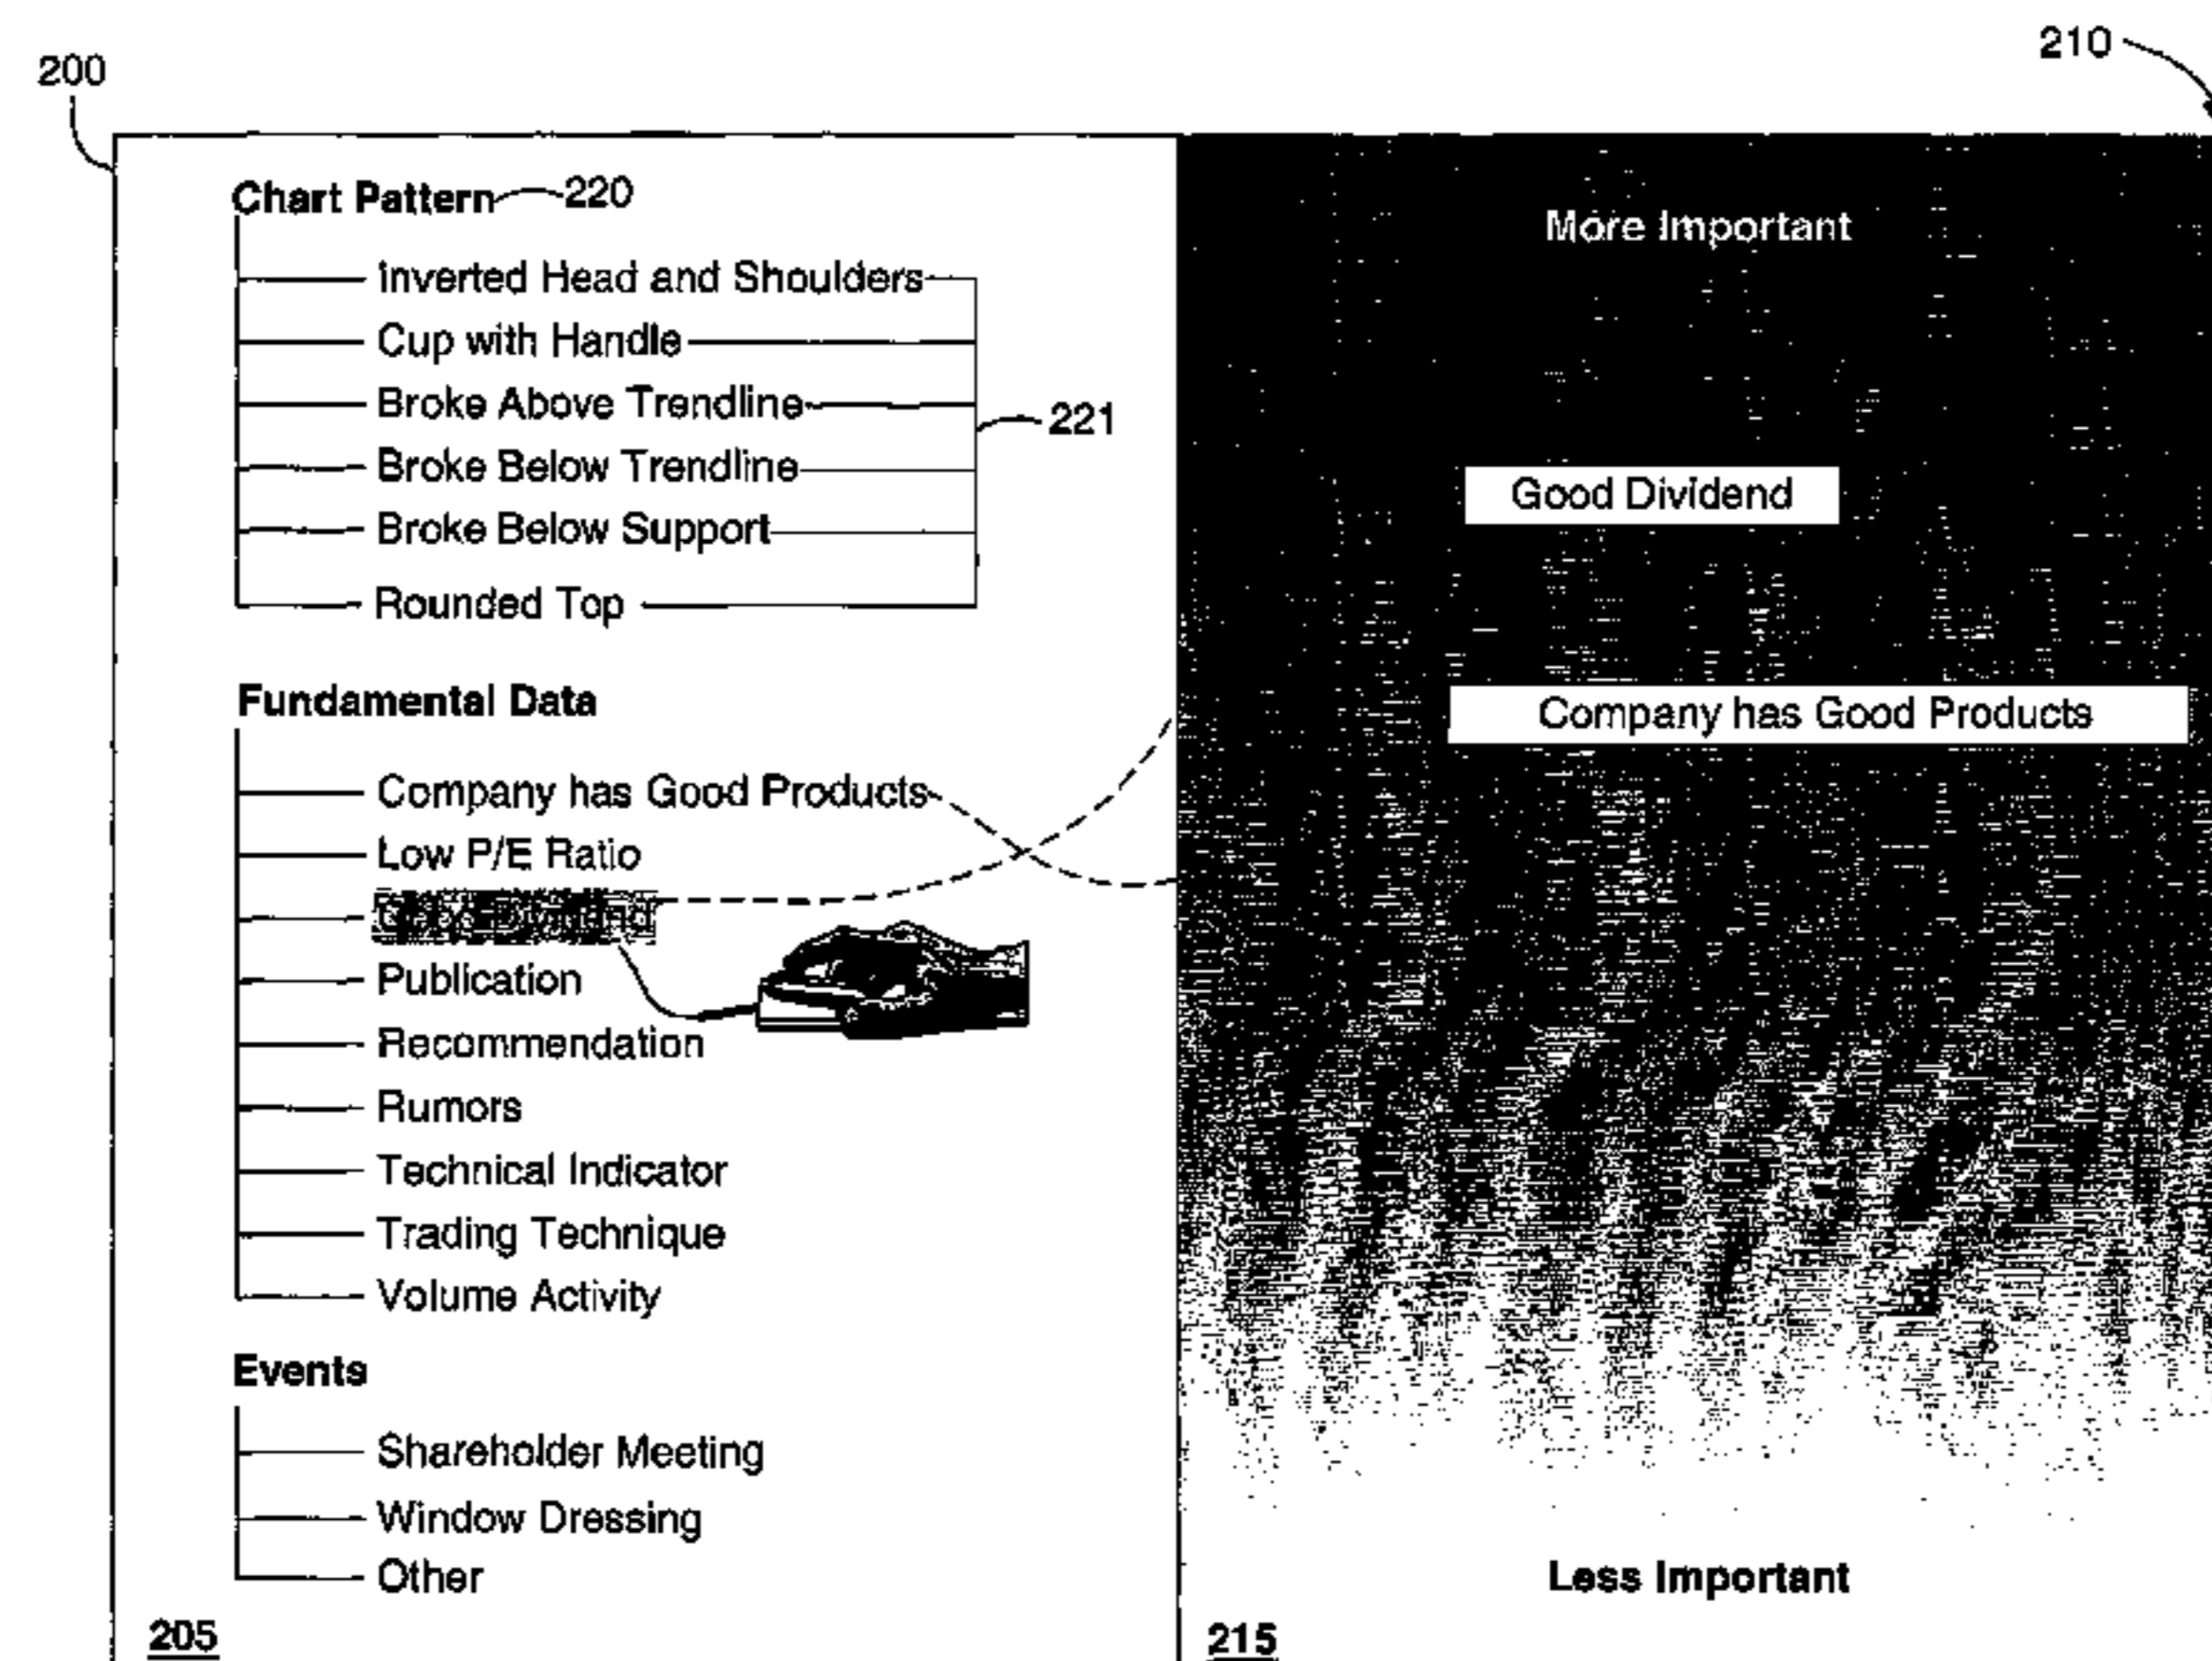 200
210
Chart Pattern 220
Inverted Head and Shoulders
Cup with Handle
Broke Above Trendline
221
Broke Below Trendline
Broke Below Support
Rounded Top
Fundamental Data
Company has Good Products
Low P/E Ratio
Publication
Recommendation
Rumors
Technical Indicator
Trading Technique
Volume Activity
Events
Shareholder Meeting
Window Dressing
Other
205
More Important
Good Dividend
Company has Good Products
Less Important
215